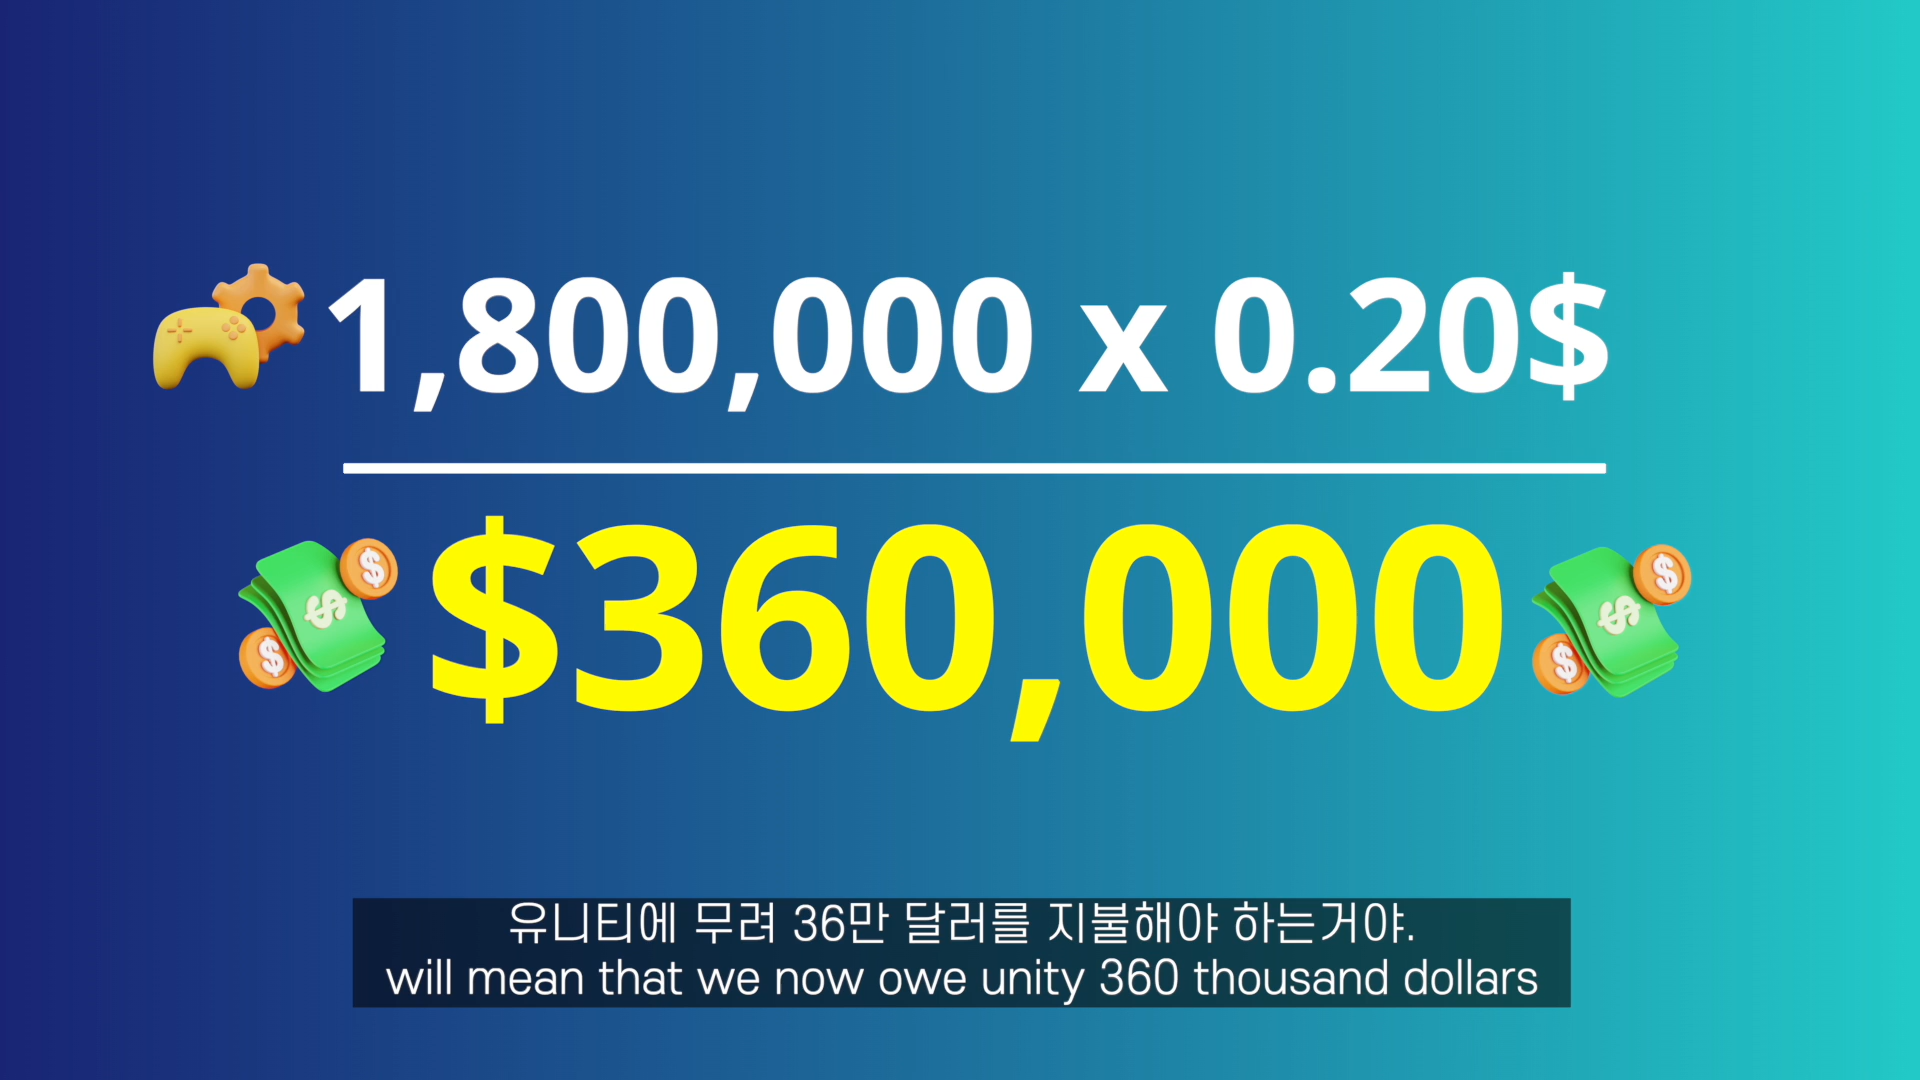 1,800,000 x 0.20$
$360,000
유니티에 무려 36만 달러를 지불해야 하는거야.
will mean that we now owe unity 360 thousand dollars